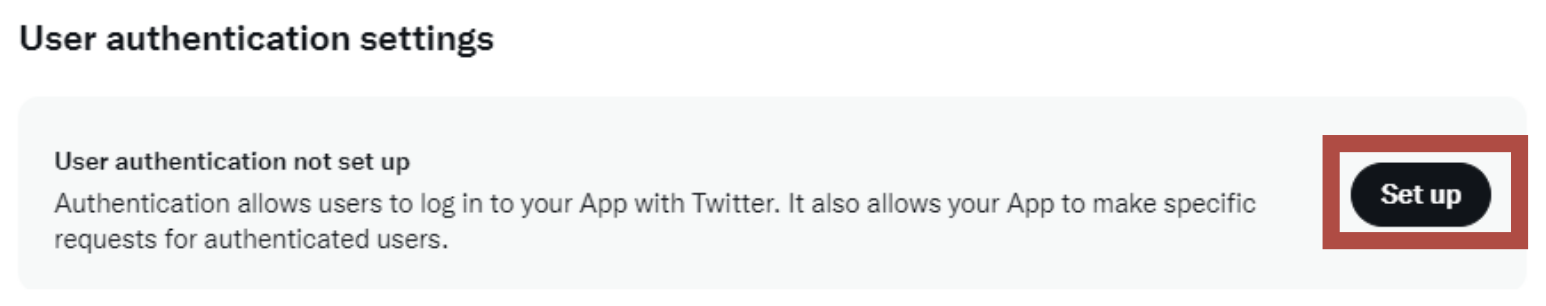 User authentication settings
User authentication not set up
Authentication allows users to log in to your App with Twitter. It also allows your App to make specific
requests for authenticated users.
Set up